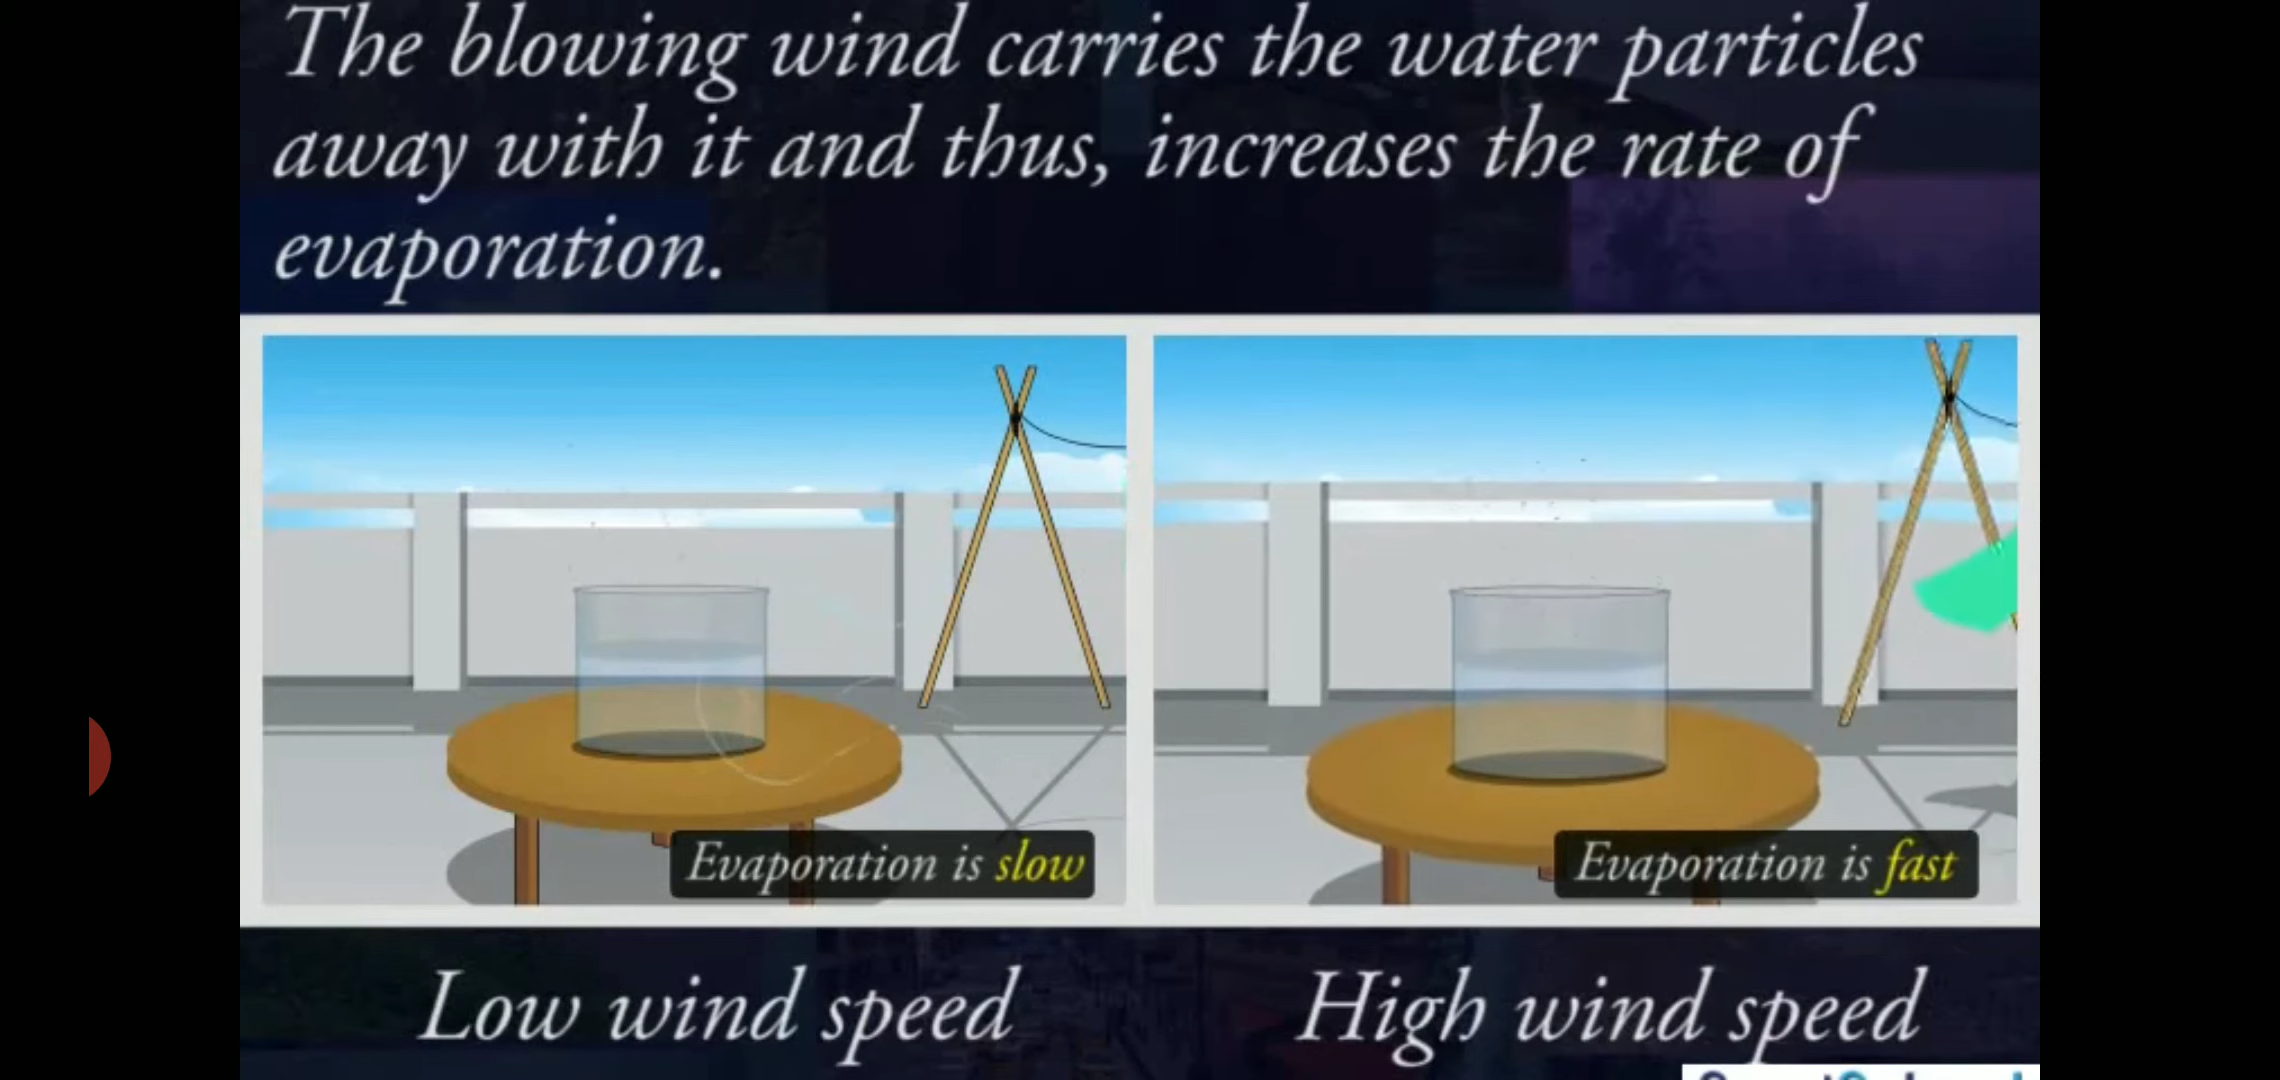 The blowing wind carries the water particles
away with it and thus, increases the rate of
evaporation.
Evaporation is slow
Evaporation is fast
Low wind speed
High wind speed